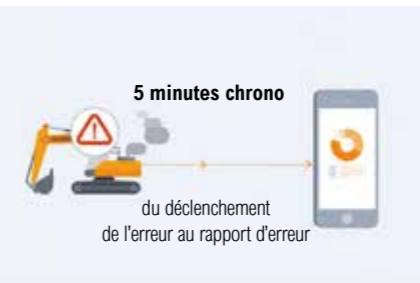 5 minutes chrono
du déclenchement
de l'erreur au rapport d'erreur